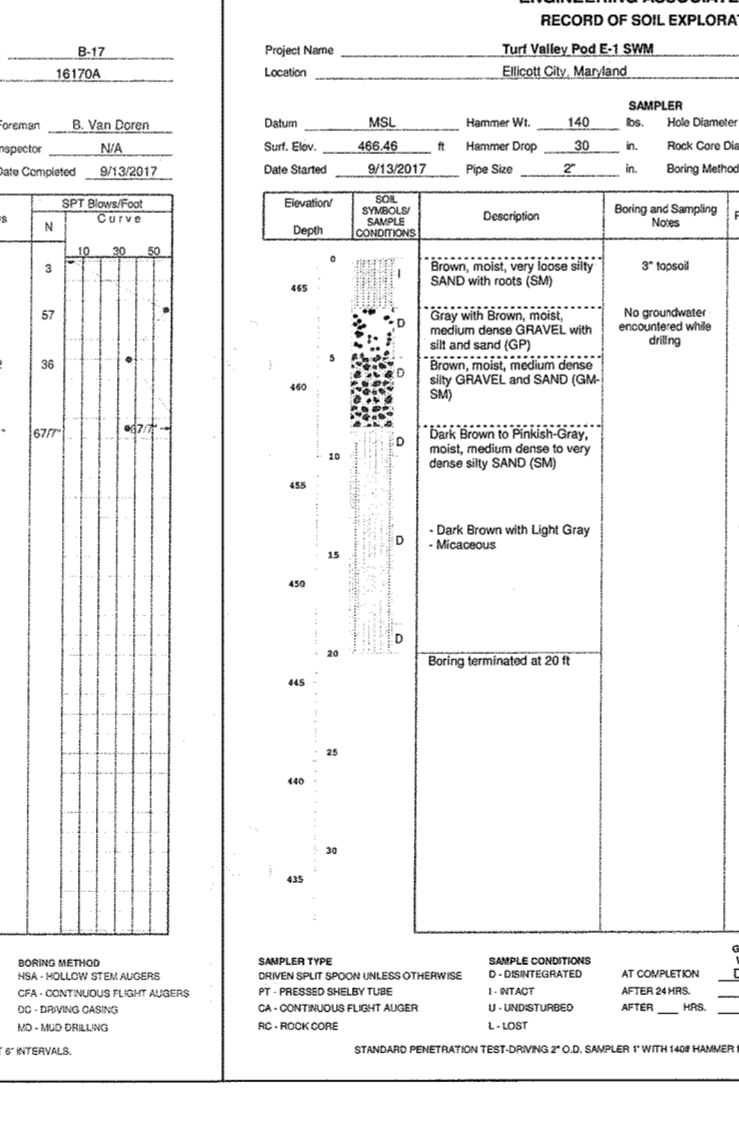 B-17
16170A
Foreman B. Van Doren
Inspector N/A
Date Completed 9/13/2017
SPT Blows/Foot
N
Curve
10 30 50
3
57
36
67/7"
67/7"
BORING METHOD
HSA - HOLLOW STEM AUGERS
CFA - CONTINUOUS FLIGHT AUGERS
DC - DRIVING CASING
MD - MUD DRILLING
6" INTERVALS.
RECORD OF SOIL EXPLORA
Project Name Turf Valley Pod E-1 SWM
Location Ellicott City, Maryland
SAMPLER
Datum MSL Hammer Wt. 140 lbs. Hole Diameter
Surf. Elev. 466.46 ft Hammer Drop 30 in. Rock Core Dia
Date Started 9/13/2017 Pipe Size 2" in. Boring Method
Elevation/
Depth
SOIL
SYMBOLS/
SAMPLE
CONDITIONS
Description
Boring and Sampling
Notes
0
465
5
460
10
455
15
450
20
445
25
440
30
435
I
D
D
D
D
D
Brown, moist, very loose silty
SAND with roots (SM)
Gray with Brown, moist,
medium dense GRAVEL with
silt and sand (GP)
Brown, moist, medium dense
silty GRAVEL and SAND (GM-
SM)
Dark Brown to Pinkish-Gray,
moist, medium dense to very
dense silty SAND (SM)
- Dark Brown with Light Gray
- Micaceous
Boring terminated at 20 ft
3" topsoil
No groundwater
encountered while
drilling
SAMPLER TYPE
DRIVEN SPLIT SPOON UNLESS OTHERWISE
PT - PRESSED SHELBY TUBE
CA - CONTINUOUS FLIGHT AUGER
RC - ROCK CORE
SAMPLE CONDITIONS
D - DISINTEGRATED
I - INTACT
U - UNDISTURBED
L - LOST
AT COMPLETION
AFTER 24 HRS.
AFTER ___ HRS.
STANDARD PENETRATION TEST-DRIVING 2" O.D. SAMPLER 1' WITH 140# HAMMER